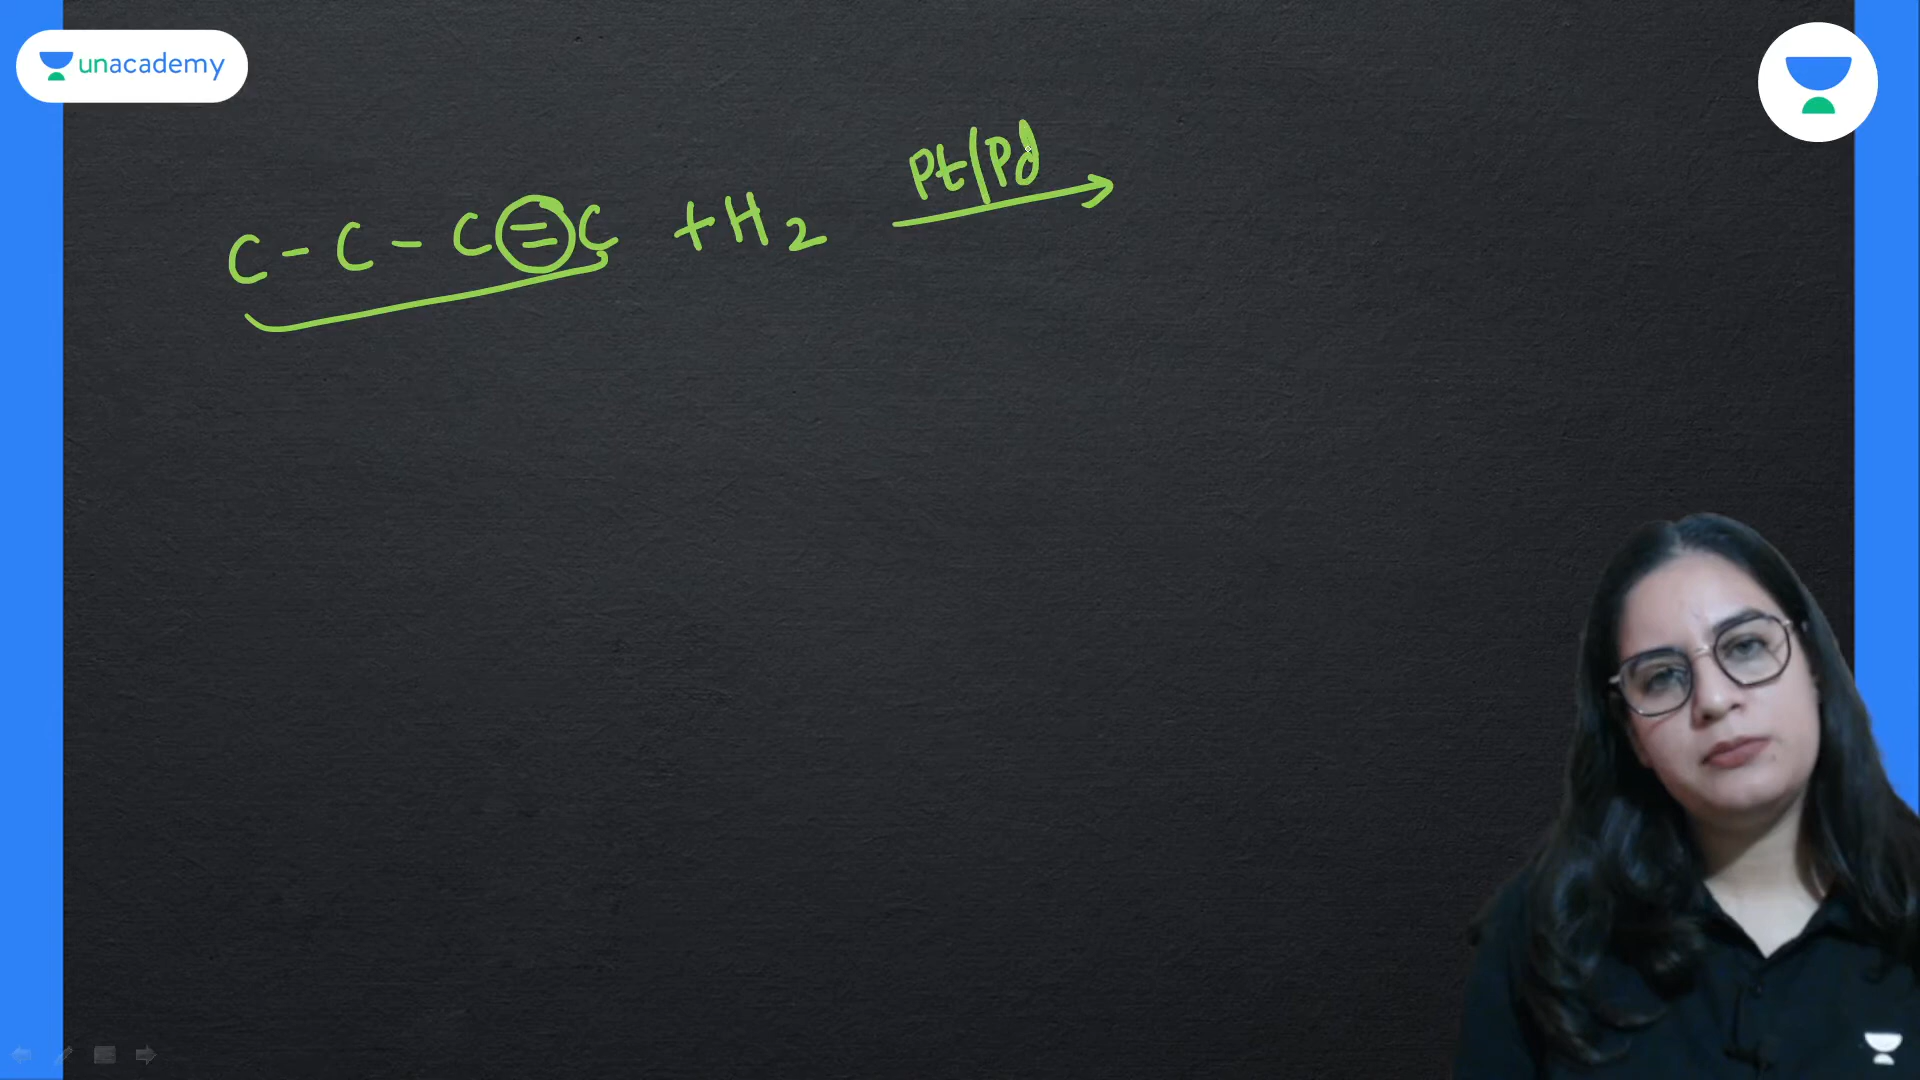 unacademy
Pt/Pd
C - C - C = C + H2 →